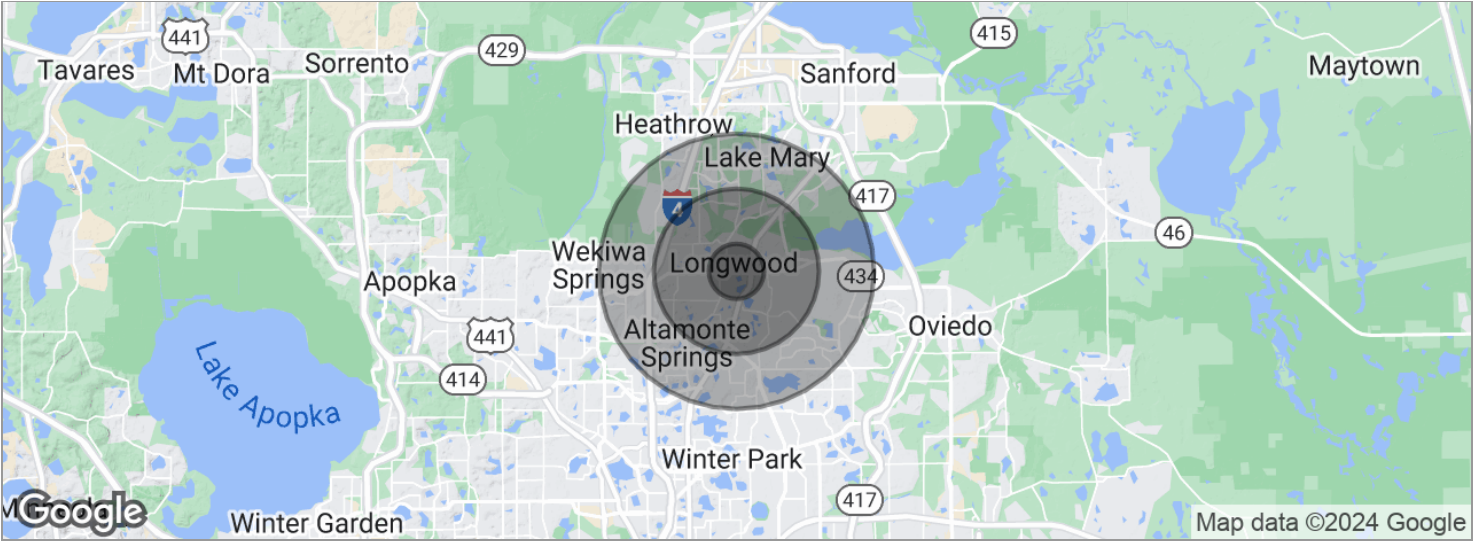 441
429
415
Tavares
Mt Dora
Sorrento
Sanford
Maytown
Heathrow
Lake Mary
417
4
46
Wekiwa
Springs
Longwood
434
Apopka
441
Altamonte
Springs
Oviedo
414
Lake Apopka
Winter Park
417
Google
Winter Garden
Map data ©2024 Google